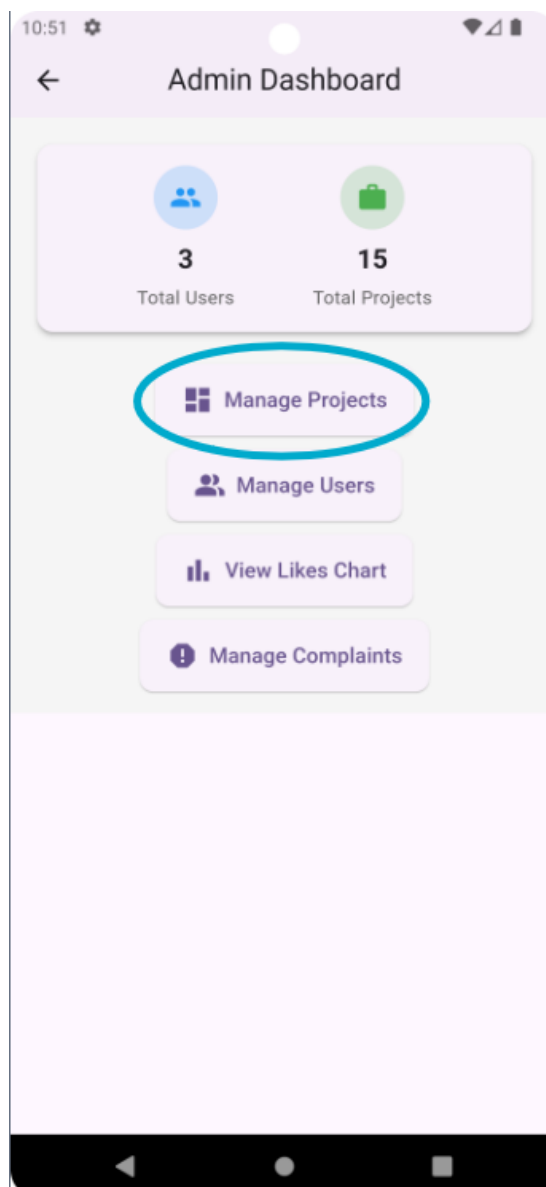 10:51
Admin Dashboard
3 15
Total Users Total Projects
Manage Projects
Manage Users
View Likes Chart
Manage Complaints